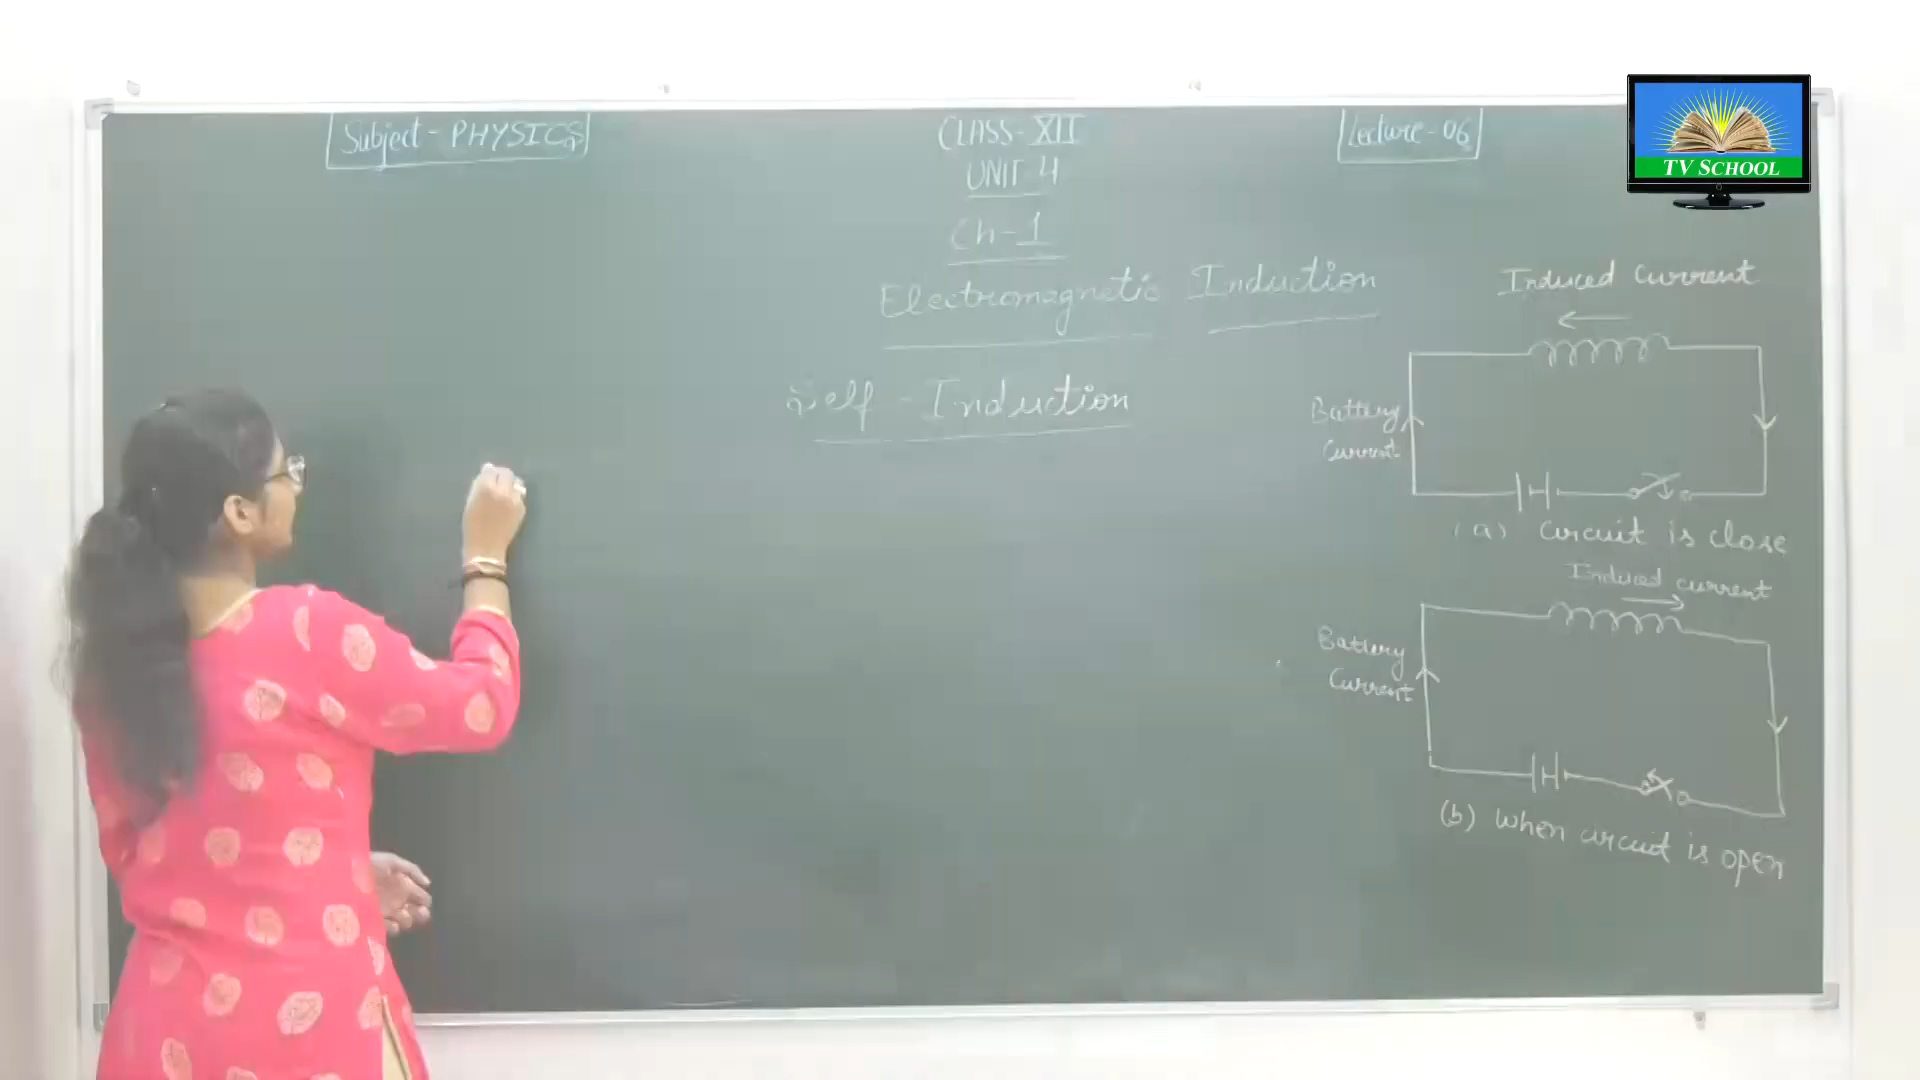 Subject - PHYSICS
CLASS - XII
UNIT - 4
Ch - 1
Electromagnetic Induction
Self - Induction
Lecture - 06
TV SCHOOL
Induced Current
Battery
Current
(a) Circuit is close
Induced current
Battery
Current
(b) When circuit is open